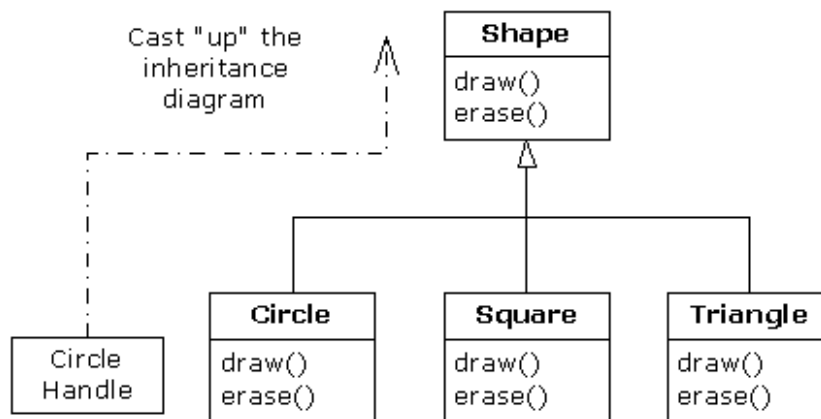 Cast "up" the
inheritance
diagram
Shape
draw()
erase()
Circle
Handle
Circle
draw()
erase()
Square
draw()
erase()
Triangle
draw()
erase()